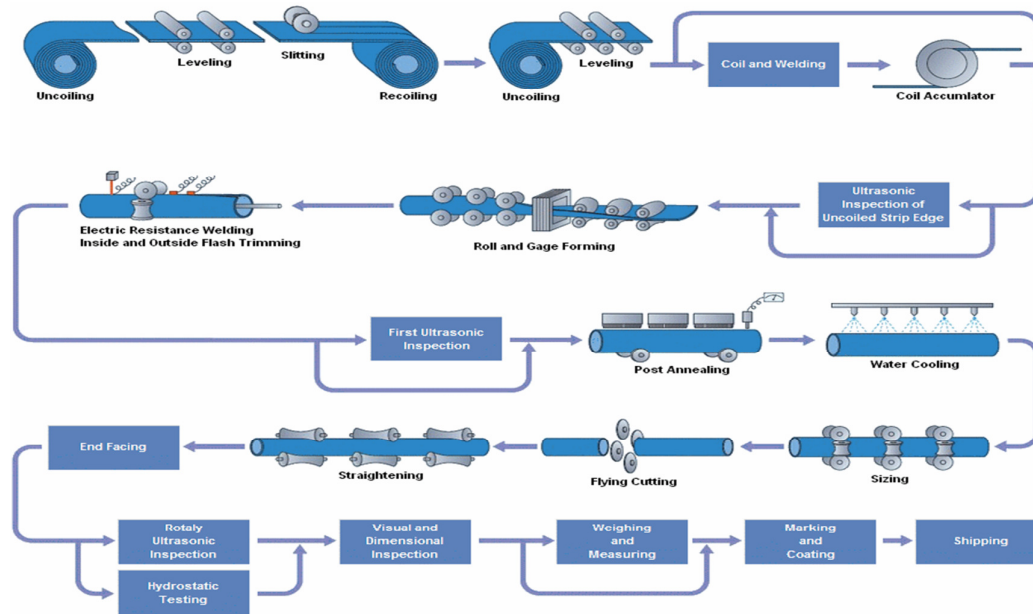 Uncoiling
Leveling
Slitting
Recoiling
Uncoiling
Leveling
Coil and Welding
Coil Accumlator
Electric Resistance Welding
Inside and Outside Flash Trimming
Roll and Gage Forming
Ultrasonic
Inspection of
Uncoiled Strip Edge
First Ultrasonic
Inspection
Post Annealing
Water Cooling
End Facing
Straightening
Flying Cutting
Sizing
Rotaly
Ultrasonic
Inspection
Hydrostatic
Testing
Visual and
Dimensional
Inspection
Weighing
and
Measuring
Marking
and
Coating
Shipping